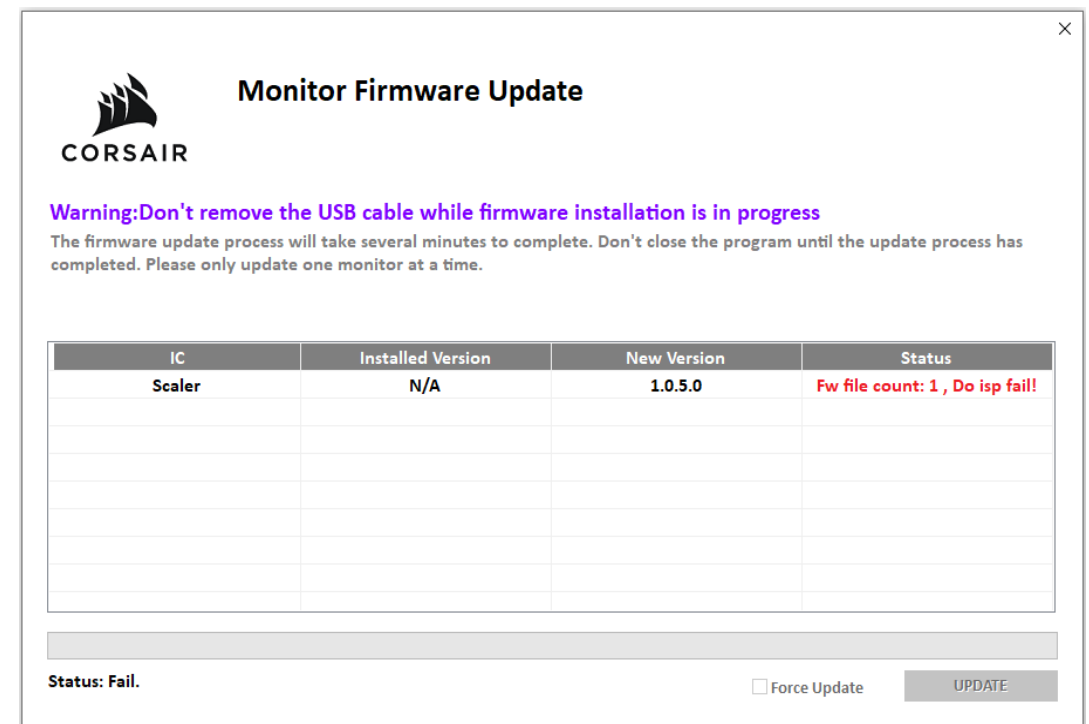 Monitor Firmware Update
CORSAIR
Warning:Don't remove the USB cable while firmware installation is in progress
The firmware update process will take several minutes to complete. Don't close the program until the update process has
completed. Please only update one monitor at a time.
IC Installed Version New Version Status
Scaler N/A 1.0.5.0 Fw file count: 1 , Do isp fail!
Status: Fail.
Force Update UPDATE